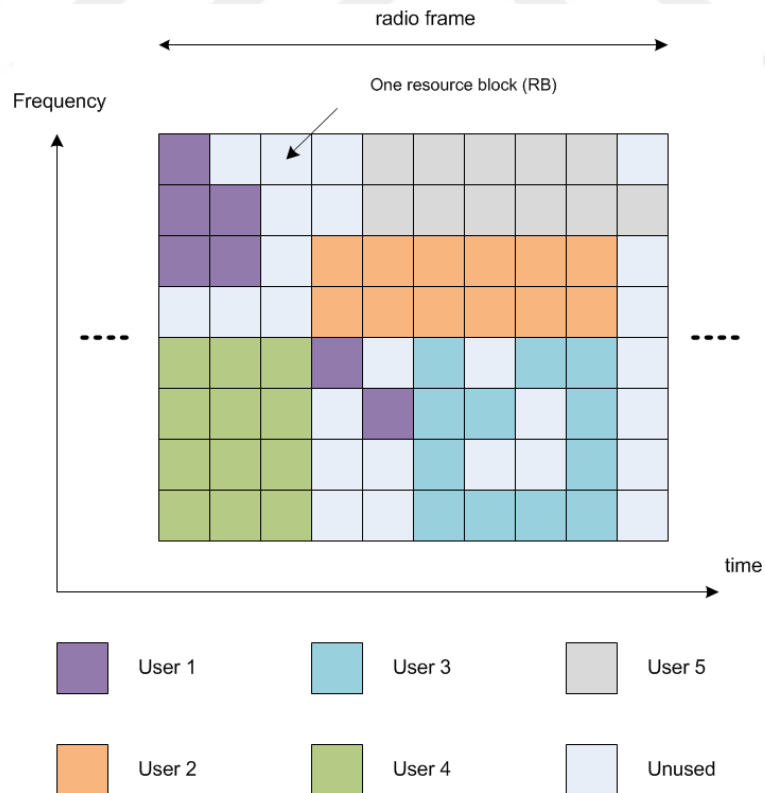 radio frame
One resource block (RB)
Frequency
time
User 1
User 3
User 5
User 2
User 4
Unused